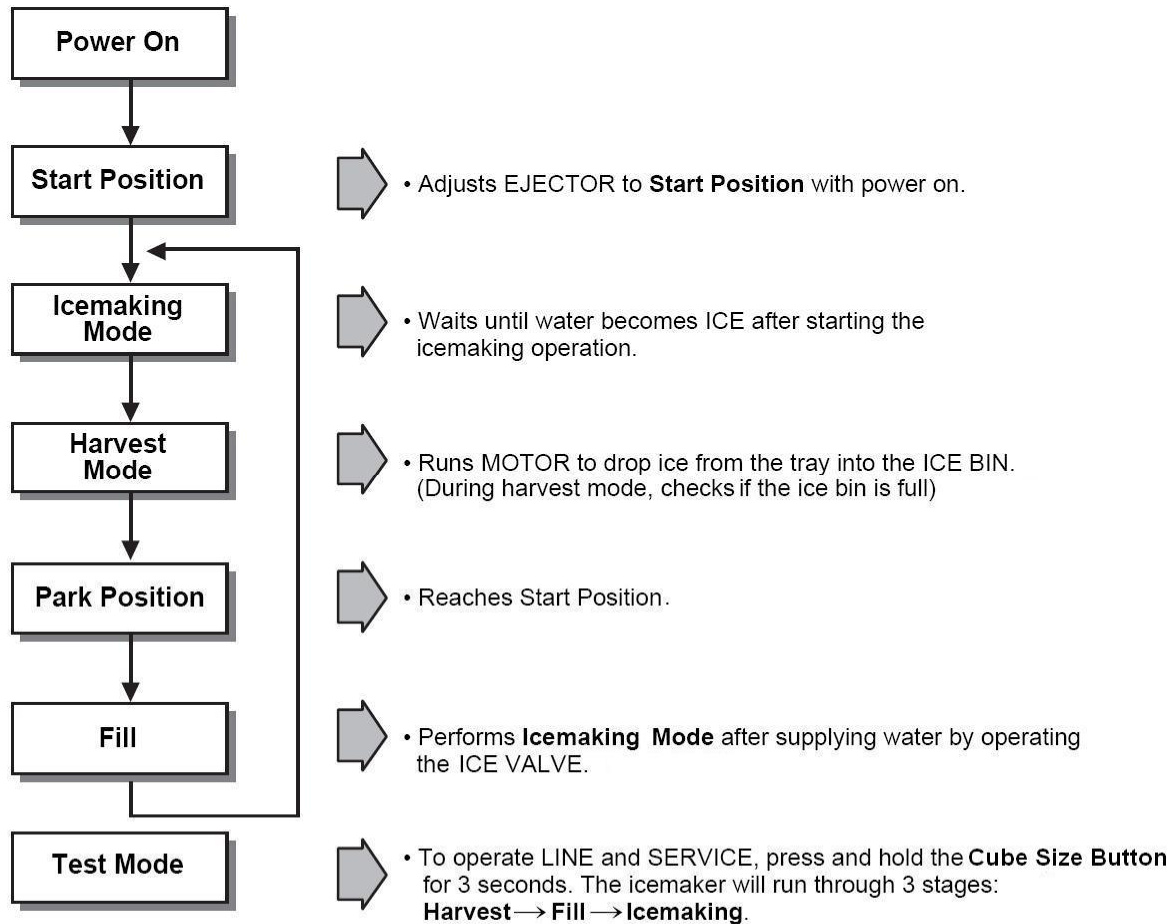 Power On
Start Position
• Adjusts EJECTOR to Start Position with power on.
Icemaking
Mode
• Waits until water becomes ICE after starting the
icemaking operation.
Harvest
Mode
• Runs MOTOR to drop ice from the tray into the ICE BIN.
(During harvest mode, checks if the ice bin is full)
Park Position
• Reaches Start Position.
Fill
• Performs Icemaking Mode after supplying water by operating
the ICE VALVE.
Test Mode
• To operate LINE and SERVICE, press and hold the Cube Size Button
for 3 seconds. The icemaker will run through 3 stages:
Harvest→Fill→Icemaking.